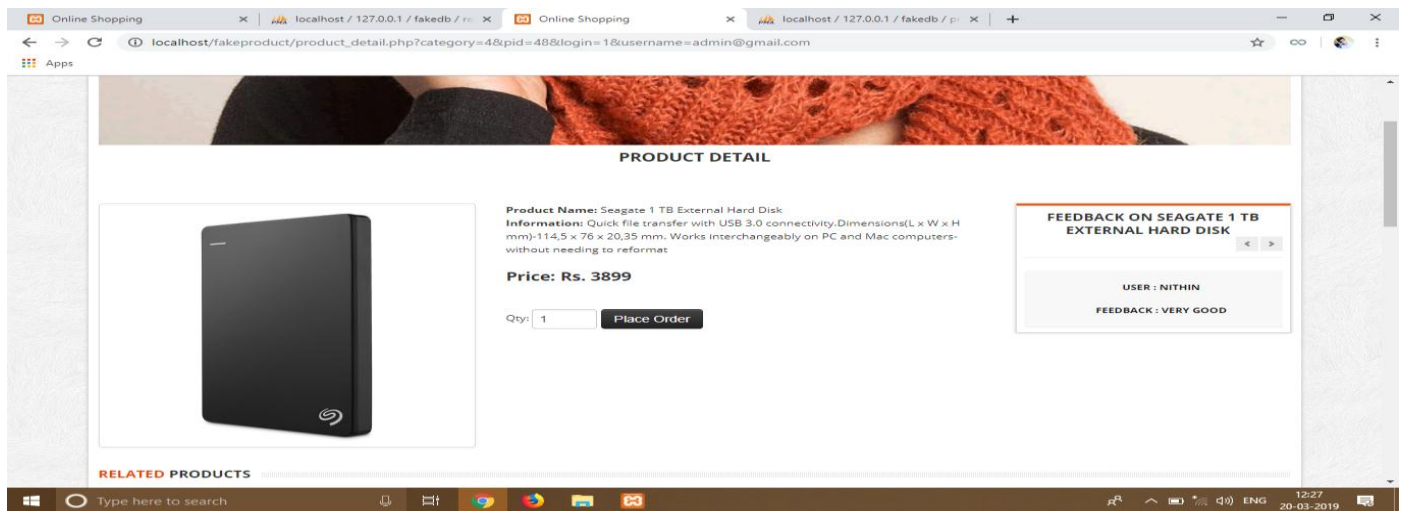 Online Shopping
localhost / 127.0.0.1 / fakedb /
Online Shopping
localhost / 127.0.0.1 / fakedb /
localhost/fakeproduct/product_detail.php?category=4&pid=48&login=1&username=admin@gmail.com
Apps
PRODUCT DETAIL
Product Name: Seagate 1 TB External Hard Disk
Information: Quick file transfer with USB 3.0 connectivity.Dimensions(L x W x H
mm)-114,5 x 76 x 20,35 mm. Works interchangeably on PC and Mac computers-
without needing to reformat
Price: Rs. 3899
Qty: 1 Place Order
FEEDBACK ON SEAGATE 1 TB
EXTERNAL HARD DISK
< >
USER : NITHIN
FEEDBACK : VERY GOOD
RELATED PRODUCTS
Type here to search
ENG
12:27
20-03-2019